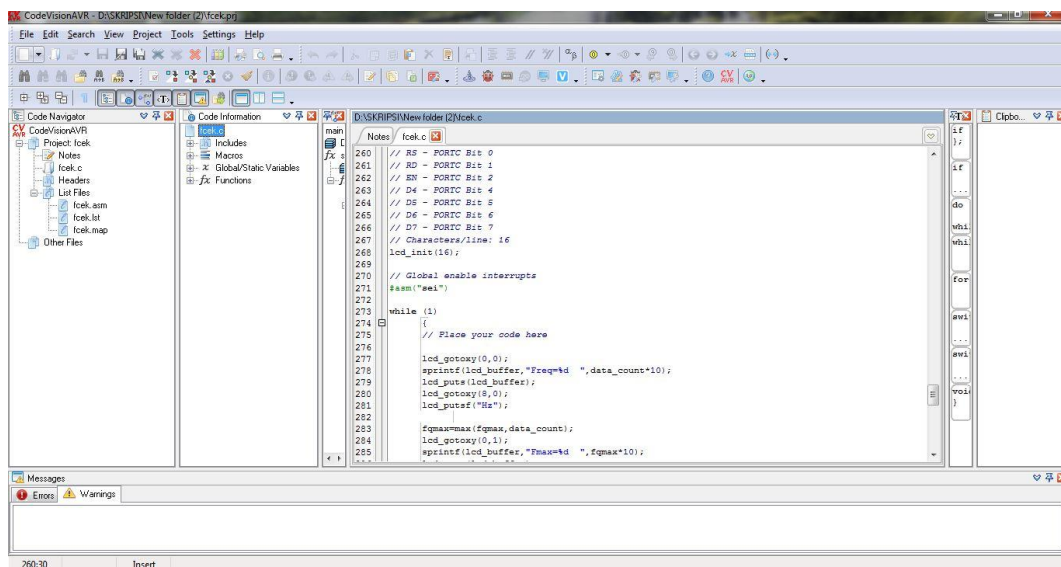 CodeVisionAVR - D:\SKRIPSI\New folder (2)\fcek.prj
File Edit Search View Project Tools Settings Help
Code Navigator
CodeVisionAVR
Project: fcek
Notes
fcek.c
Headers
List Files
fcek.asm
fcek.lst
fcek.map
Other Files
Code Information
fcek.c
Includes
Macros
Global/Static Variables
fx Functions
main
D:\SKRIPSI\New folder (2)\fcek.c
Notes fcek.c
260 // RS - PORTC Bit 0
261 // RD - PORTC Bit 1
262 // EN - PORTC Bit 2
263 // D4 - PORTC Bit 4
264 // D5 - PORTC Bit 5
265 // D6 - PORTC Bit 6
266 // D7 - PORTC Bit 7
267 // Characters/line: 16
268 lcd_init(16);
269
270 // Global enable interrupts
271 #asm("sei")
272
273 while (1)
274 {
275 // Place your code here
276
277 lcd_gotoxy(0,0);
278 sprintf(lcd_buffer,"Freq=%d  ",data_count*10);
279 lcd_puts(lcd_buffer);
280 lcd_gotoxy(8,0);
281 lcd_putsf("Hz");
282
283 fqmax=max(fqmax,data_count);
284 lcd_gotoxy(0,1);
285 sprintf(lcd_buffer,"Fmax=%d  ",fqmax*10);
if
};
if
...
do
whi
whi
for
swi
...
swi
...
voi
}
Clipbo...
Messages
Errors Warnings
260:30 Insert